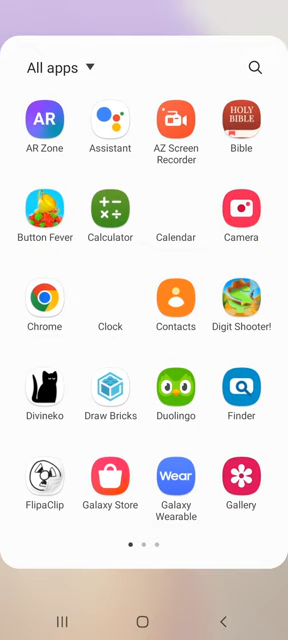 All apps
AR
AR Zone
Assistant
AZ Screen
Recorder
HOLY
BIBLE
Bible
Button Fever
Calculator
Calendar
Camera
Chrome
Clock
Contacts
Digit Shooter!
Divineko
Draw Bricks
Duolingo
Finder
FlipaClip
Galaxy Store
Wear
Galaxy
Wearable
Gallery